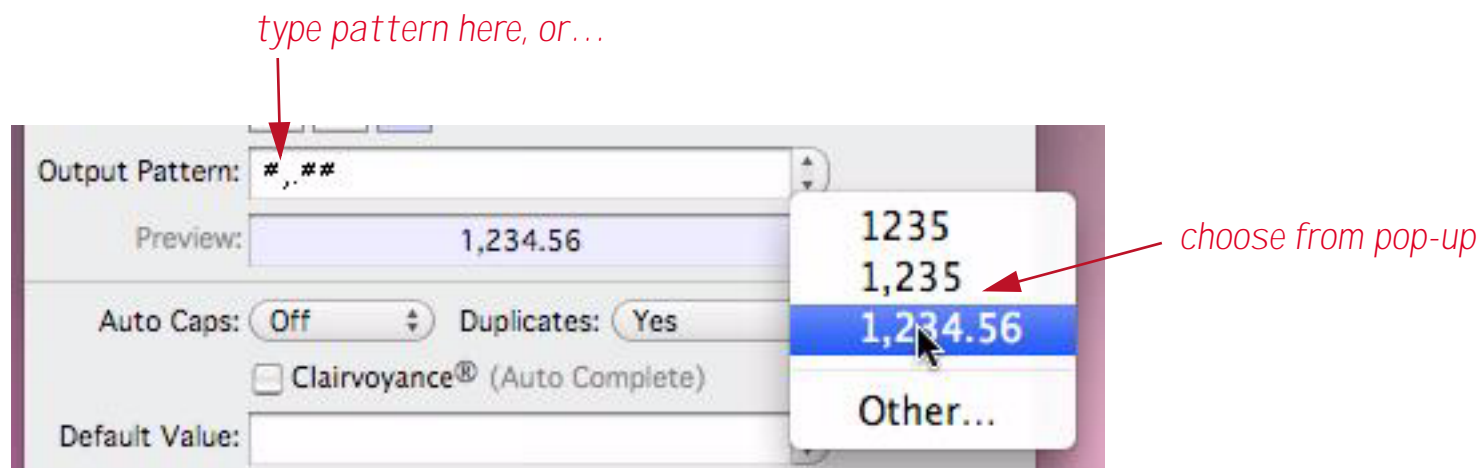 type pattern here, or…
Output Pattern: #,.##
Preview: 1,234.56
1235
1,235
1,234.56
Other...
choose from pop-up
Auto Caps: Off Duplicates: Yes
Clairvoyance® (Auto Complete)
Default Value: